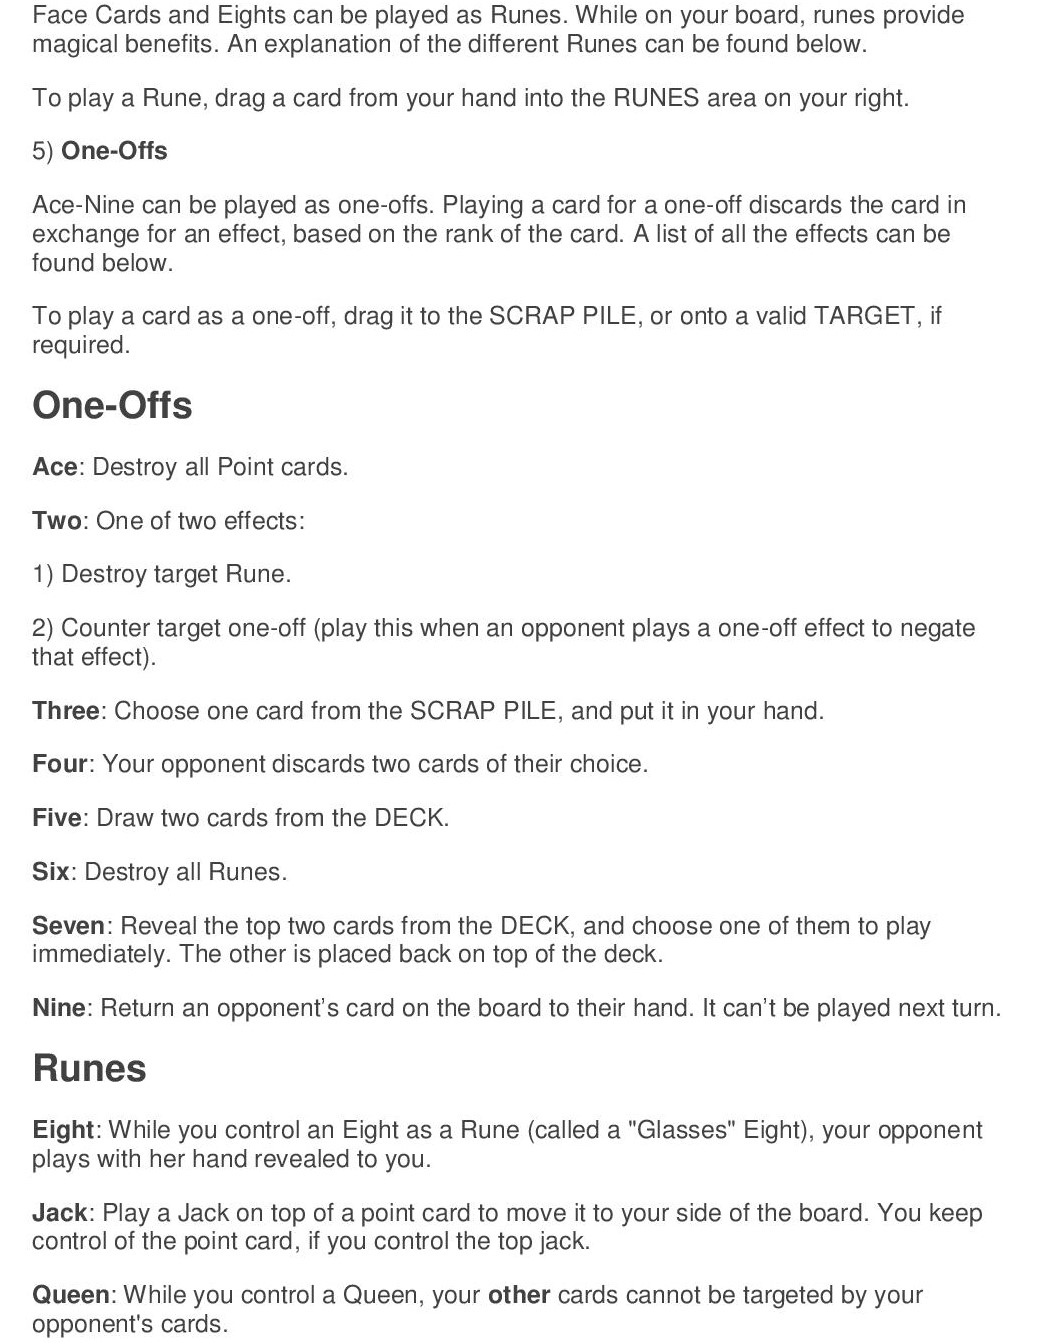 Face Cards and Eights can be played as Runes. While on your board, runes provide
magical benefits. An explanation of the different Runes can be found below.
To play a Rune, drag a card from your hand into the RUNES area on your right.
5) One-Offs
Ace-Nine can be played as one-offs. Playing a card for a one-off discards the card in
exchange for an effect, based on the rank of the card. A list of all the effects can be
found below.
To play a card as a one-off, drag it to the SCRAP PILE, or onto a valid TARGET, if
required.
One-Offs
Ace: Destroy all Point cards.
Two: One of two effects:
1) Destroy target Rune.
2) Counter target one-off (play this when an opponent plays a one-off effect to negate
that effect).
Three: Choose one card from the SCRAP PILE, and put it in your hand.
Four: Your opponent discards two cards of their choice.
Five: Draw two cards from the DECK.
Six: Destroy all Runes.
Seven: Reveal the top two cards from the DECK, and choose one of them to play
immediately. The other is placed back on top of the deck.
Nine: Return an opponent’s card on the board to their hand. It can’t be played next turn.
Runes
Eight: While you control an Eight as a Rune (called a "Glasses" Eight), your opponent
plays with her hand revealed to you.
Jack: Play a Jack on top of a point card to move it to your side of the board. You keep
control of the point card, if you control the top jack.
Queen: While you control a Queen, your other cards cannot be targeted by your
opponent's cards.